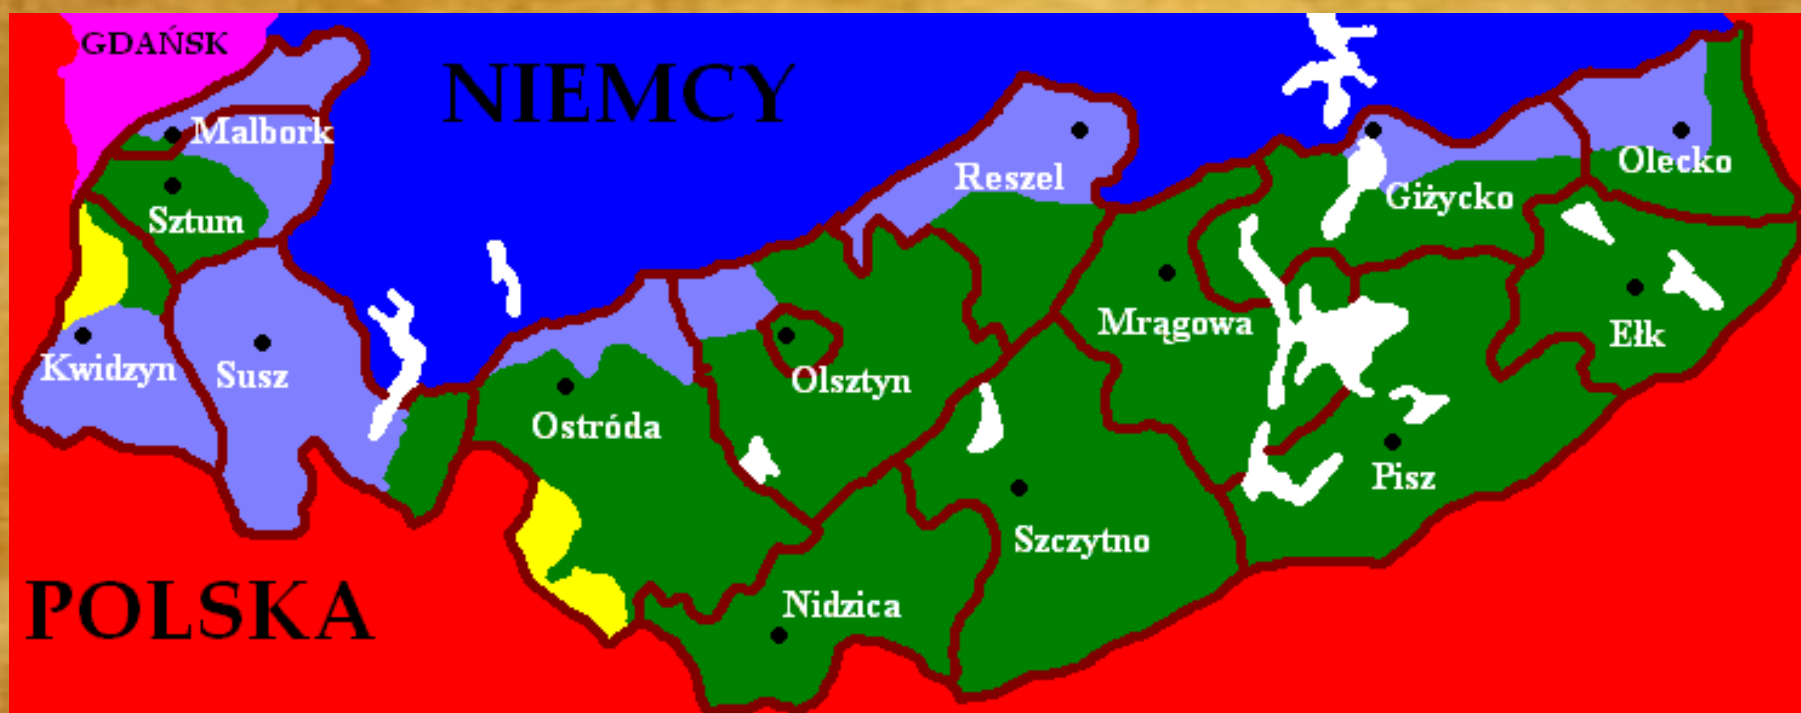 GDAŃSK
NIEMCY
Malbork
Reszel
Olecko
Giżycko
Sztum
Mrągowa
Ełk
Kwidzyn
Susz
Olsztyn
Ostróda
Pisz
Szczytno
POLSKA
Nidzica